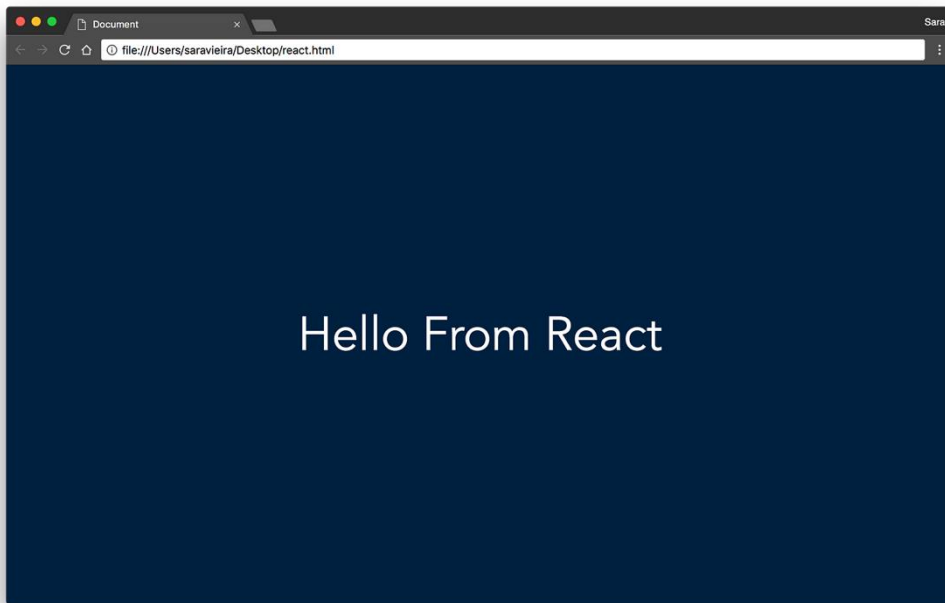 Document
Sara
file:///Users/saravieira/Desktop/react.html
Hello From React